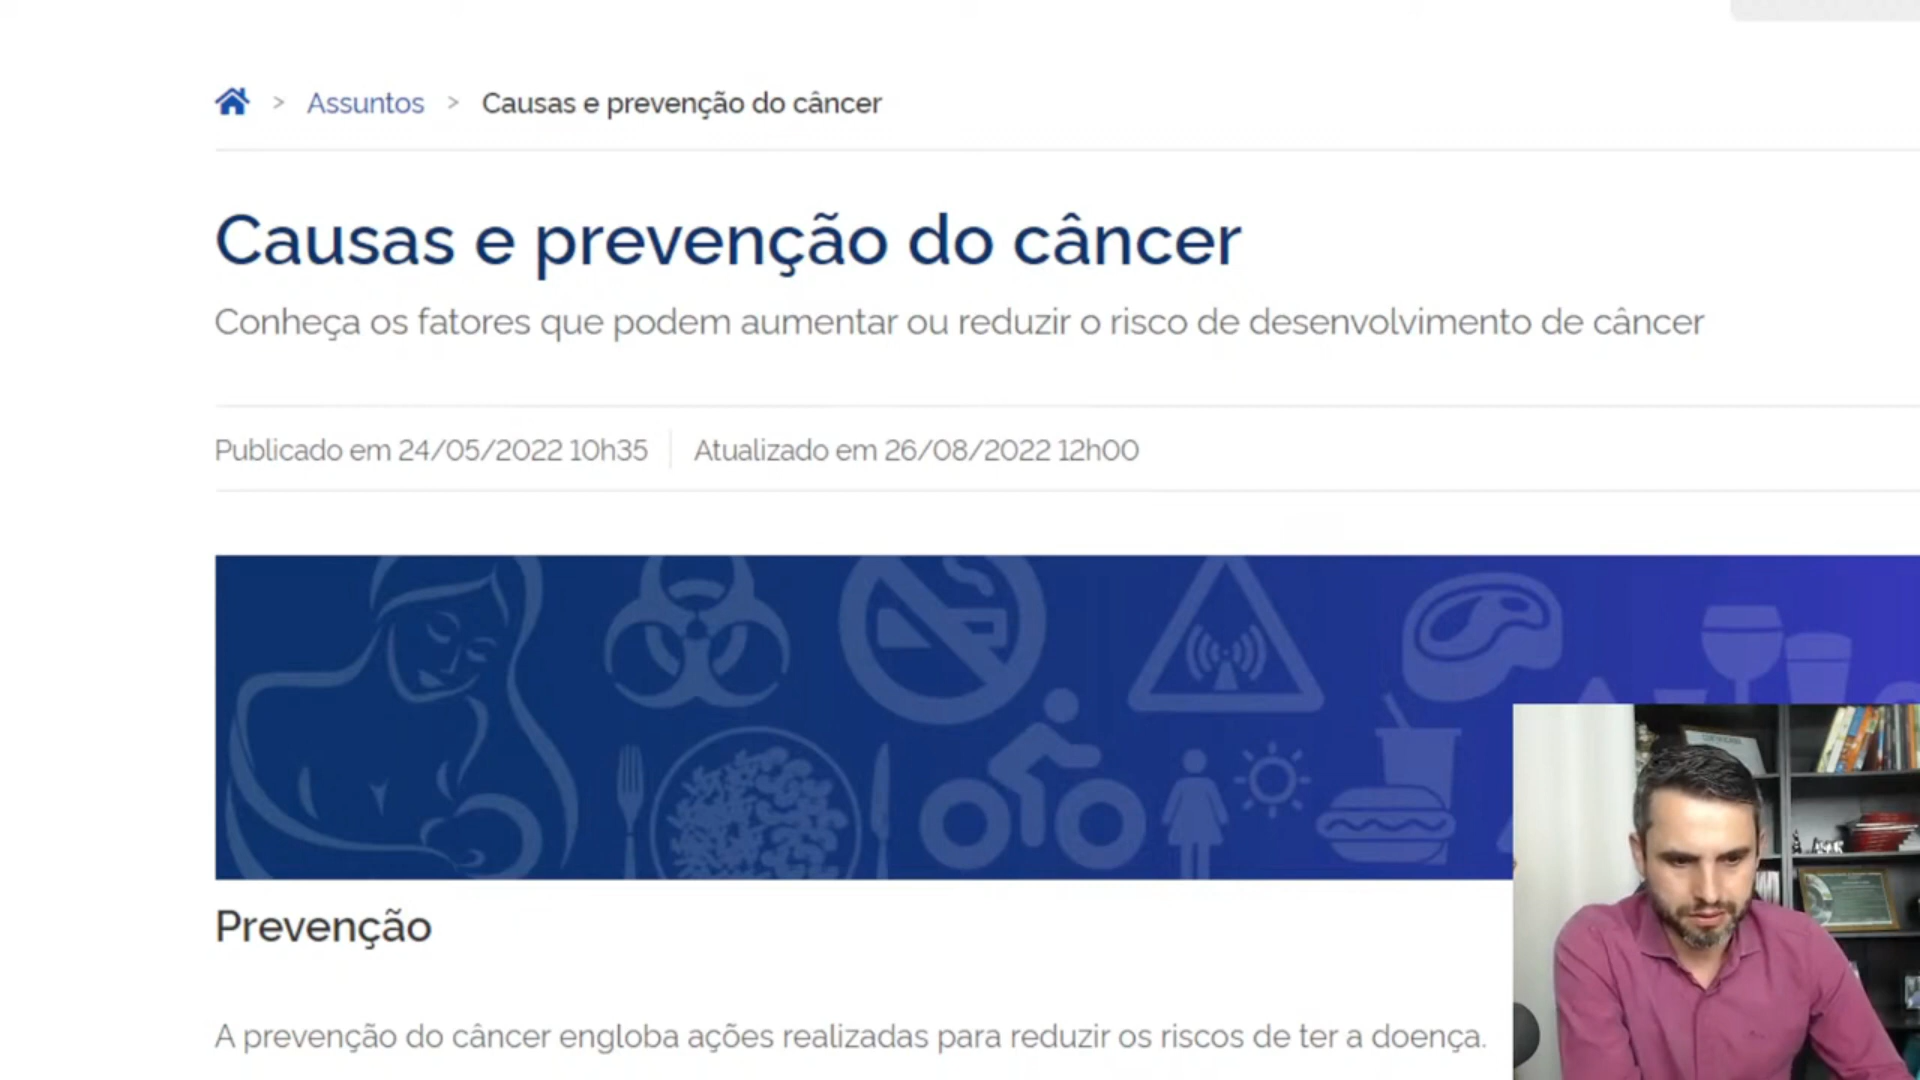 > Assuntos > Causas e prevenção do câncer
Causas e prevenção do câncer
Conheça os fatores que podem aumentar ou reduzir o risco de desenvolvimento de câncer
Publicado em 24/05/2022 10h35 Atualizado em 26/08/2022 12h00
Prevenção
A prevenção do câncer engloba ações realizadas para reduzir os riscos de ter a doença.